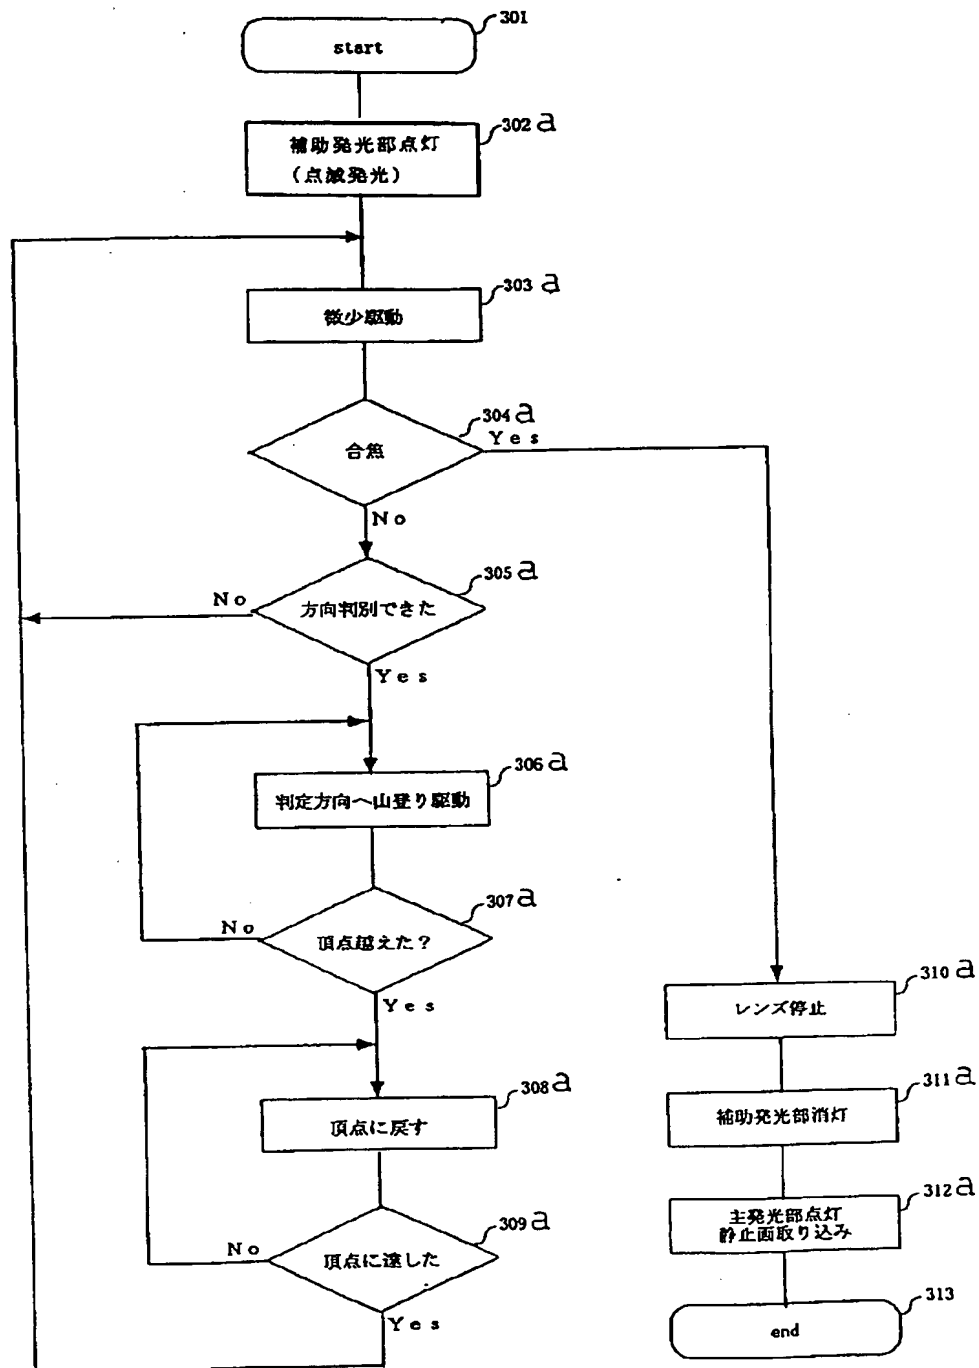 301
start
302a
補助発光部点灯
(点滅発光)
303a
微少駆動
304a
合焦
Yes
No
305a
方向判別できた
No
Yes
306a
判定方向へ山登り駆動
307a
頂点越えた?
No
Yes
308a
頂点に戻す
309a
頂点に達した
No
Yes
310a
レンズ停止
311a
補助発光部消灯
312a
主発光部点灯
静止画取り込み
313
end